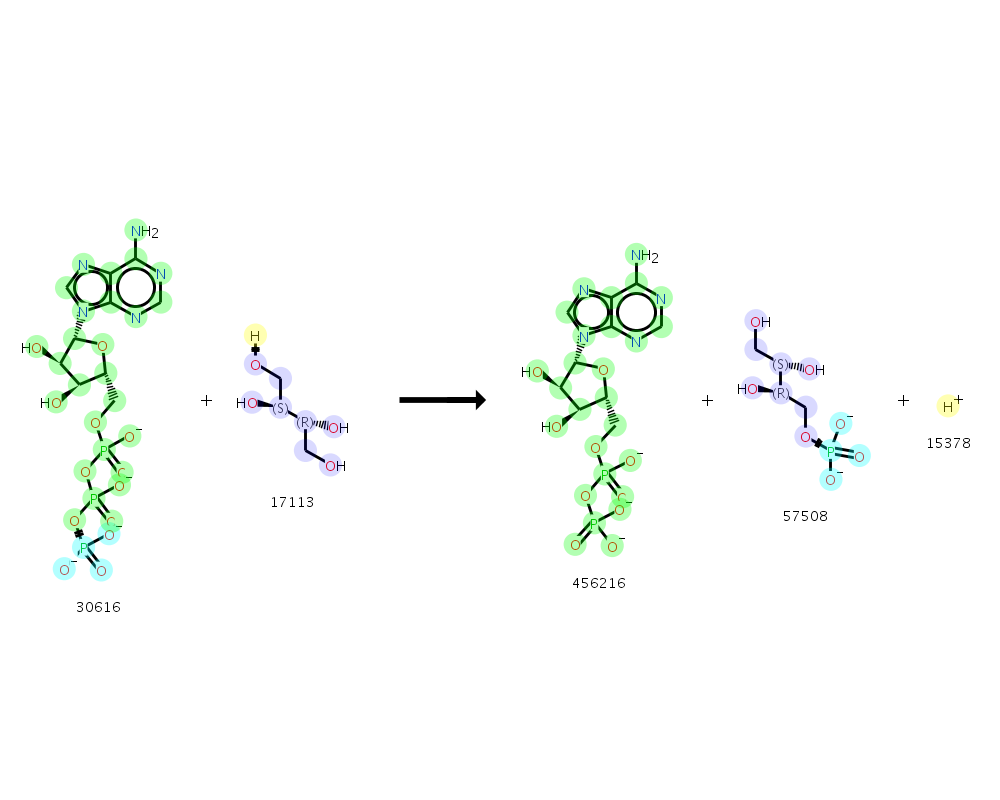 NH2
N
N
N
N
O
HO
HO
O
O−
P
O
O
O−
P
O
O
O−
P
O−
O
30616
+
H
O
HO
(S)
(R)
OH
OH
17113
NH2
N
N
N
N
O
HO
HO
O
O−
P
O
O
O−
P
O
O−
456216
+
OH
(S)
OH
HO
(R)
O−
O
P
O
O−
57508
+
H+
15378